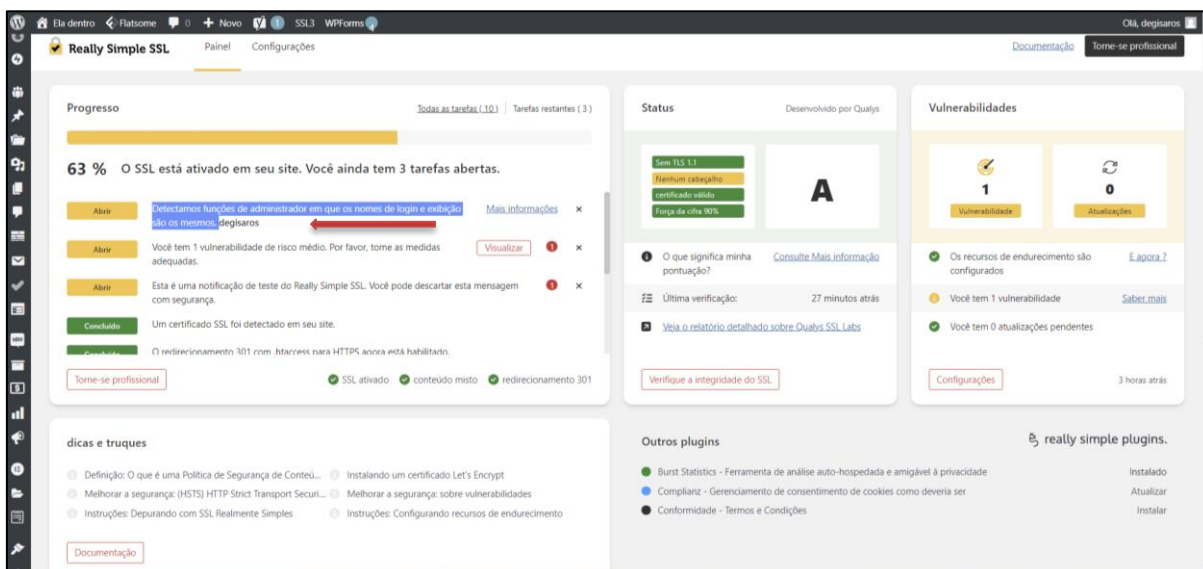 Ela dentro Flatsome 0 + Novo 1 SSL3 WPForms Olá, degisaros
Really Simple SSL Painel Configurações Documentação Torne-se profissional
Progresso Todas as tarefas ( 10 ) Tarefas restantes ( 3 )
63 % O SSL está ativado em seu site. Você ainda tem 3 tarefas abertas.
Abrir Detectamos funções de administrador em que os nomes de login e exibição Mais informações ×
são os mesmos. degisaros
Abrir Você tem 1 vulnerabilidade de risco médio. Por favor, tome as medidas Visualizar 1 ×
adequadas.
Abrir Esta é uma notificação de teste do Really Simple SSL. Você pode descartar esta mensagem 1 ×
com segurança.
Concluído Um certificado SSL foi detectado em seu site.
Concluído O redirecionamento 301 com .htaccess para HTTPS agora está habilitado.
Torne-se profissional SSL ativado conteúdo misto redirecionamento 301
Status Desenvolvido por Qualys
Sem TLS 1.1
Nenhum cabeçalho
certificado válido
Força da cifra 90%
A
O que significa minha Consulte Mais informação
pontuação?
Última verificação: 27 minutos atrás
Veja o relatório detalhado sobre Qualys SSL Labs
Verifique a integridade do SSL
Vulnerabilidades
1 0
Vulnerabilidade Atualizações
Os recursos de endurecimento são E agora ?
configurados
Você tem 1 vulnerabilidade Saber mais
Você tem 0 atualizações pendentes
Configurações 3 horas atrás
dicas e truques
Definição: O que é uma Política de Segurança de Conteú... Instalando um certificado Let's Encrypt
Melhorar a segurança: (HSTS) HTTP Strict Transport Securi... Melhorar a segurança: sobre vulnerabilidades
Instruções: Depurando com SSL Realmente Simples Instruções: Configurando recursos de endurecimento
Documentação
Outros plugins really simple plugins.
Burst Statistics - Ferramenta de análise auto-hospedada e amigável à privacidade Instalado
Complianz - Gerenciamento de consentimento de cookies como deveria ser Atualizar
Conformidade - Termos e Condições Instalar